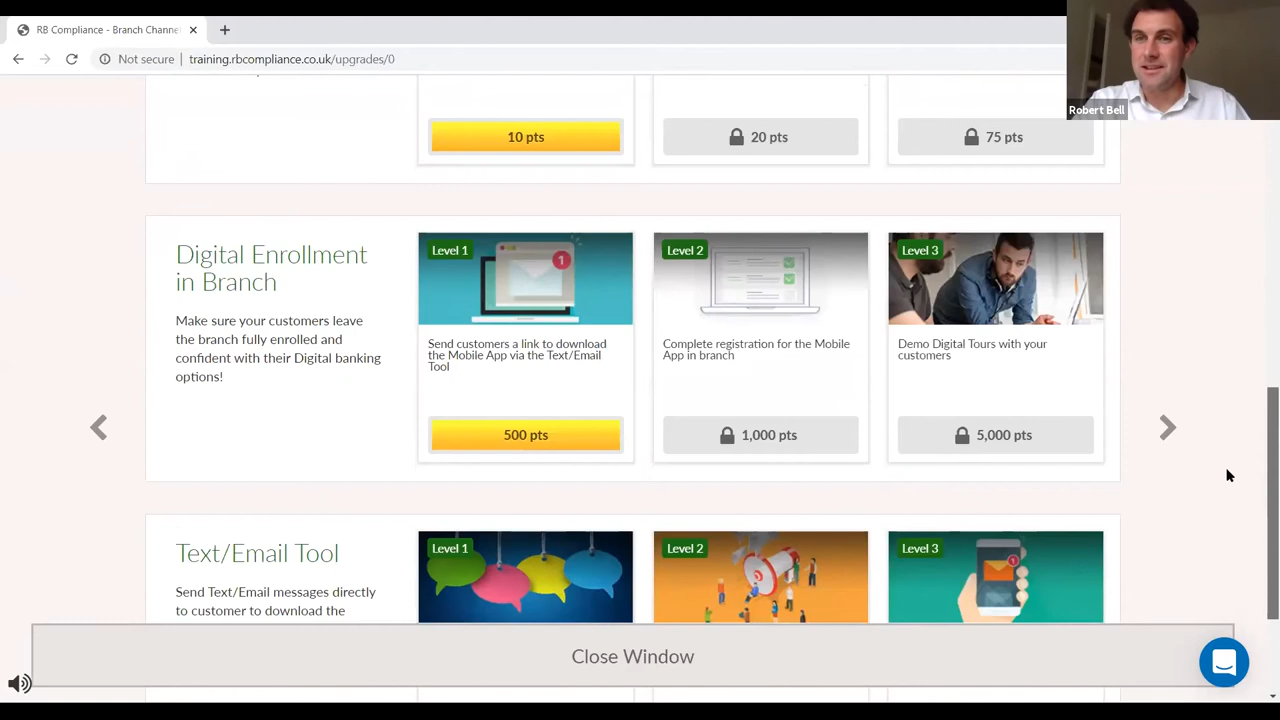 RB Compliance - Branch Channe
Not secure
training.rbcompliance.co.uk/upgrades/0
Robert Bell
10 pts
20 pts
75 pts
Digital Enrollment
in Branch
Make sure your customers leave
the branch fully enrolled and
confident with their Digital banking
options!
Level 1
Send customers a link to download
the Mobile App via the Text/Email
Tool
500 pts
Level 2
Complete registration for the Mobile
App in branch
1,000 pts
Level 3
Demo Digital Tours with your
customers
5,000 pts
Text/Email Tool
Send Text/Email messages directly
to customer to download the
Level 1
Level 2
Level 3
Close Window